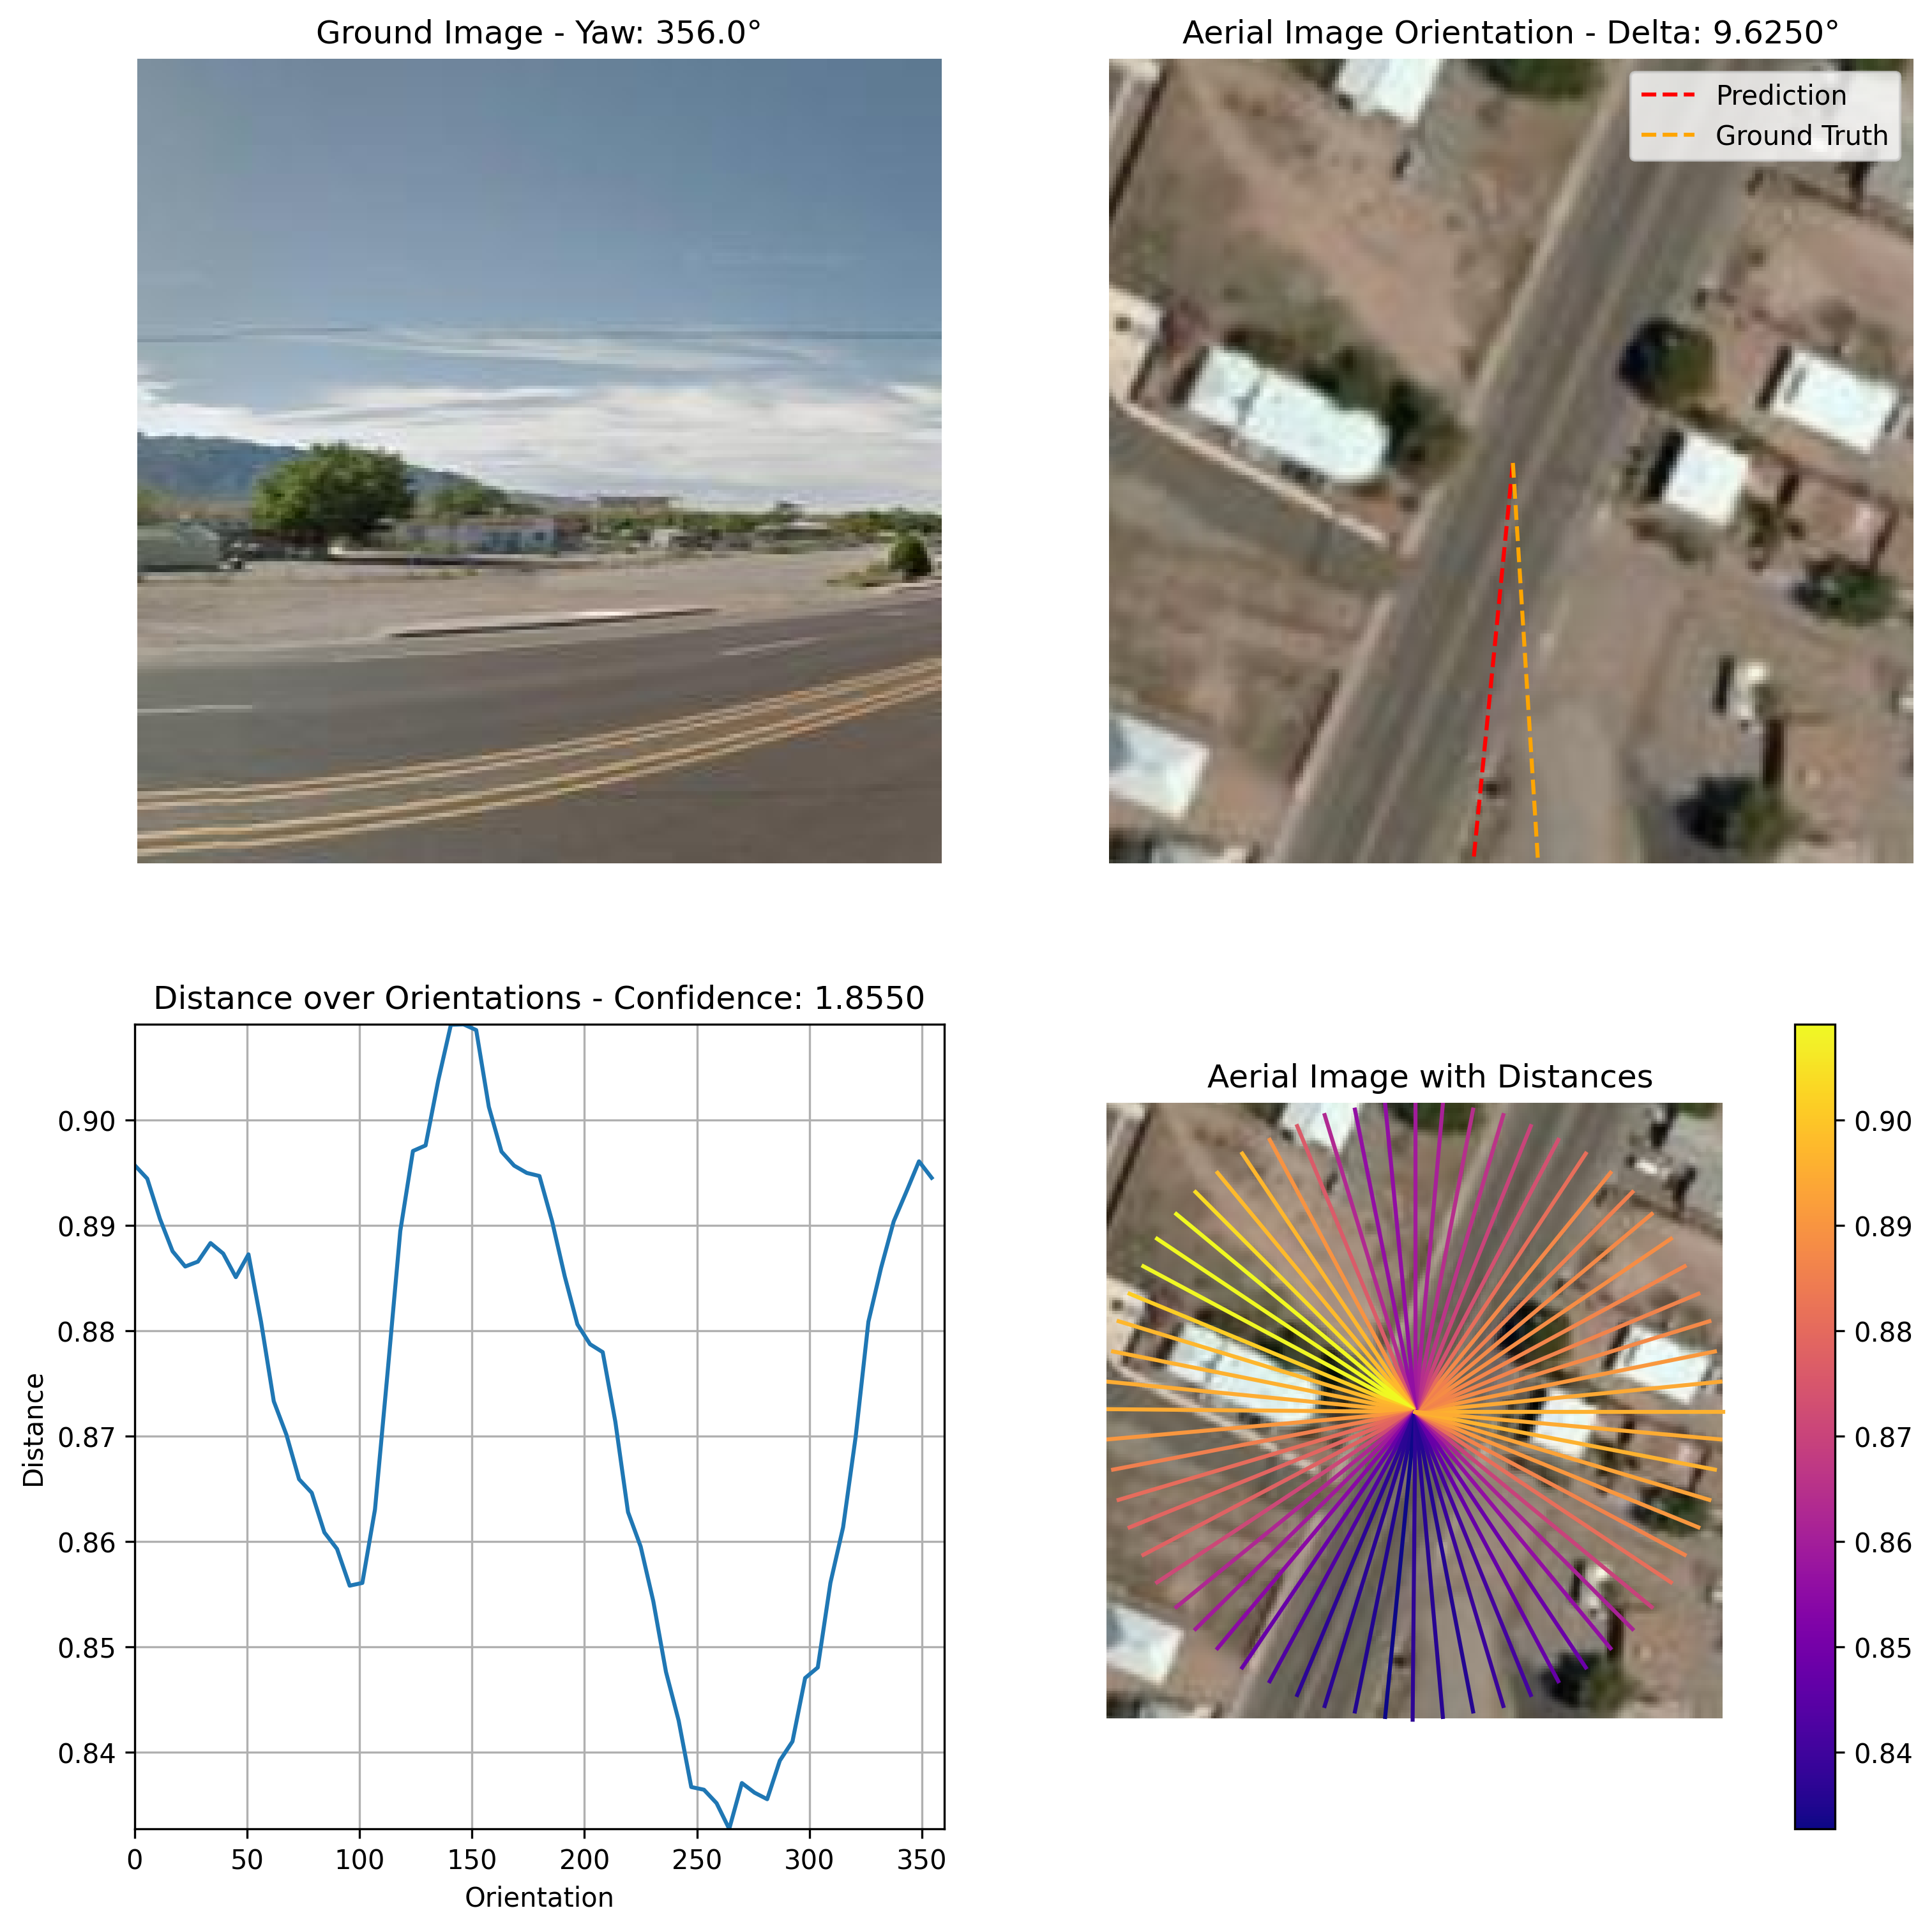 Ground Image - Yaw: 356.0°
Aerial Image Orientation - Delta: 9.6250°
Prediction
Ground Truth
Distance over Orientations - Confidence: 1.8550
0.90
0.89
0.88
0.87
0.86
0.85
0.84
Distance
0
50
100
150
200
250
300
350
Orientation
Aerial Image with Distances
0.90
0.89
0.88
0.87
0.86
0.85
0.84